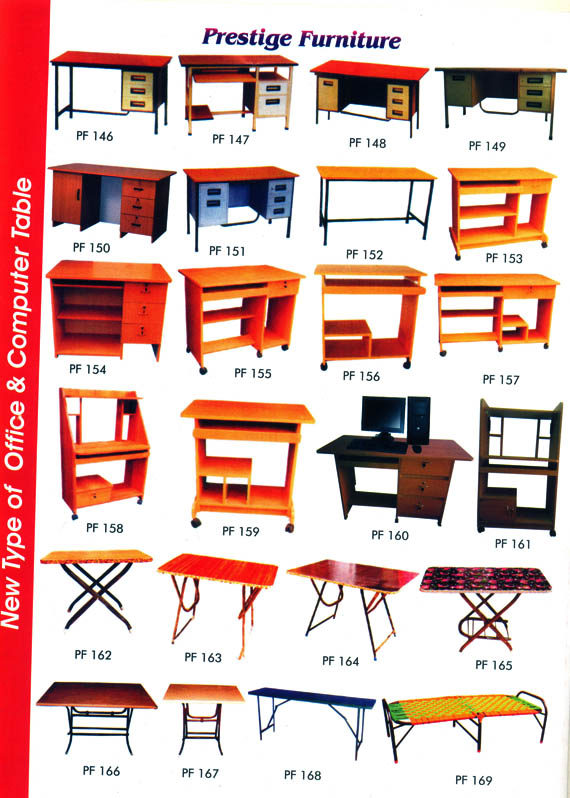 Prestige Furniture
New Type of Office & Computer Table
PF 146
PF 147
PF 148
PF 149
PF 150
PF 151
PF 152
PF 153
PF 154
PF 155
PF 156
PF 157
PF 158
PF 159
PF 160
PF 161
PF 162
PF 163
PF 164
PF 165
PF 166
PF 167
PF 168
PF 169